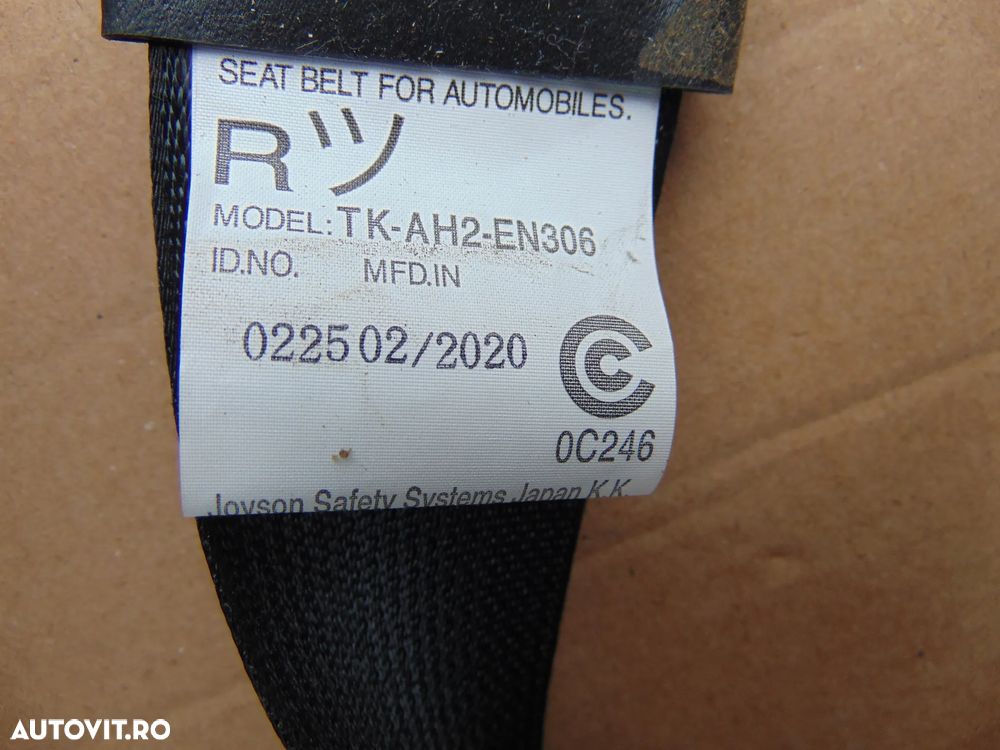 SEAT BELT FOR AUTOMOBILES.
R ツ
MODEL: TK-AH2-EN306
ID.NO. MFD.IN
0225 02/2020
0C246
Joyson Safety Systems Japan K.K.
AUTOVIT.RO